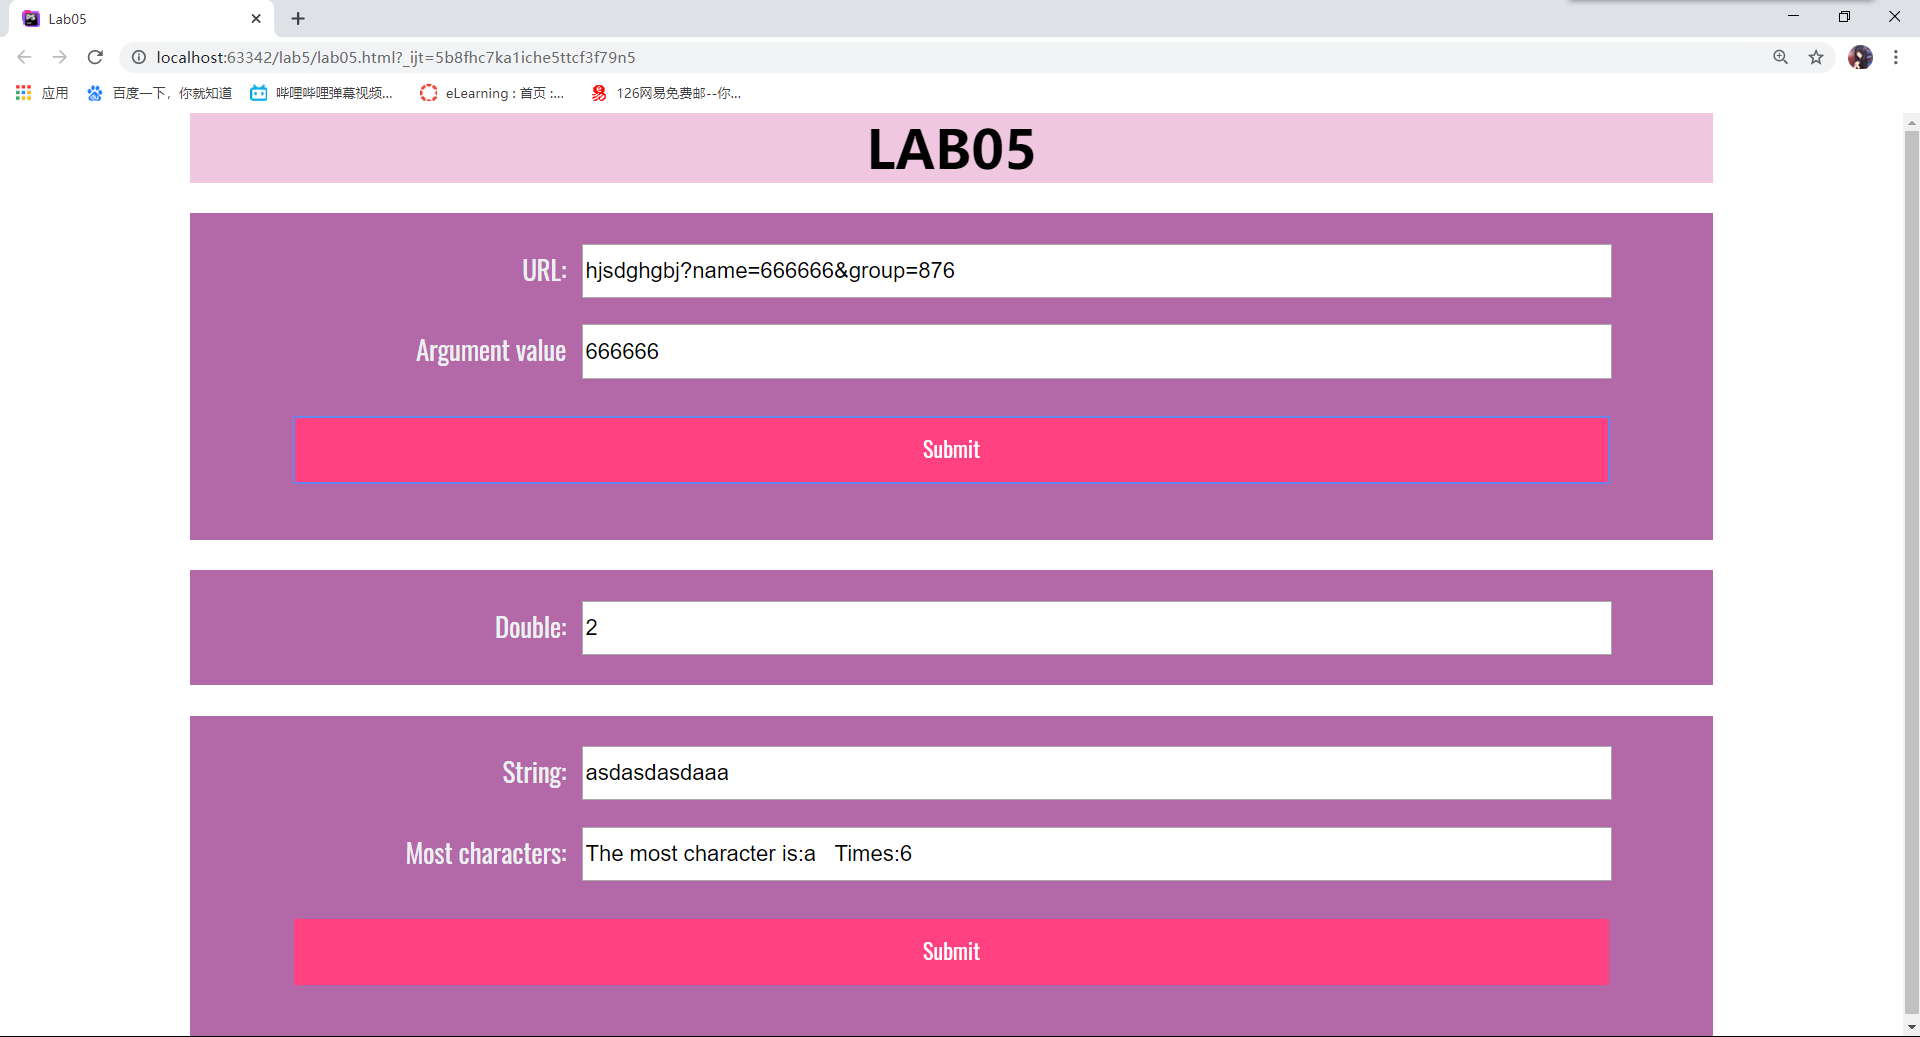 Lab05
localhost:63342/lab5/lab05.html?_ijt=5b8fhc7ka1iche5ttcf3f79n5
应用 百度一下，你就知道 哔哩哔哩弹幕视频... eLearning : 首页 :... 126网易免费邮--你...
LAB05
URL: hjsdghgbj?name=666666&group=876
Argument value 666666
Submit
Double: 2
String: asdasdasdaaa
Most characters: The most character is:a   Times:6
Submit